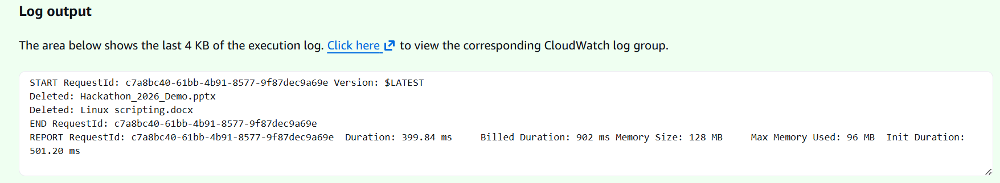 Log output
The area below shows the last 4 KB of the execution log. Click here to view the corresponding CloudWatch log group.
START RequestId: c7a8bc40-61bb-4b91-8577-9f87dec9a69e Version: $LATEST
Deleted: Hackathon_2026_Demo.pptx
Deleted: Linux scripting.docx
END RequestId: c7a8bc40-61bb-4b91-8577-9f87dec9a69e
REPORT RequestId: c7a8bc40-61bb-4b91-8577-9f87dec9a69e  Duration: 399.84 ms     Billed Duration: 902 ms Memory Size: 128 MB     Max Memory Used: 96 MB  Init Duration:
501.20 ms